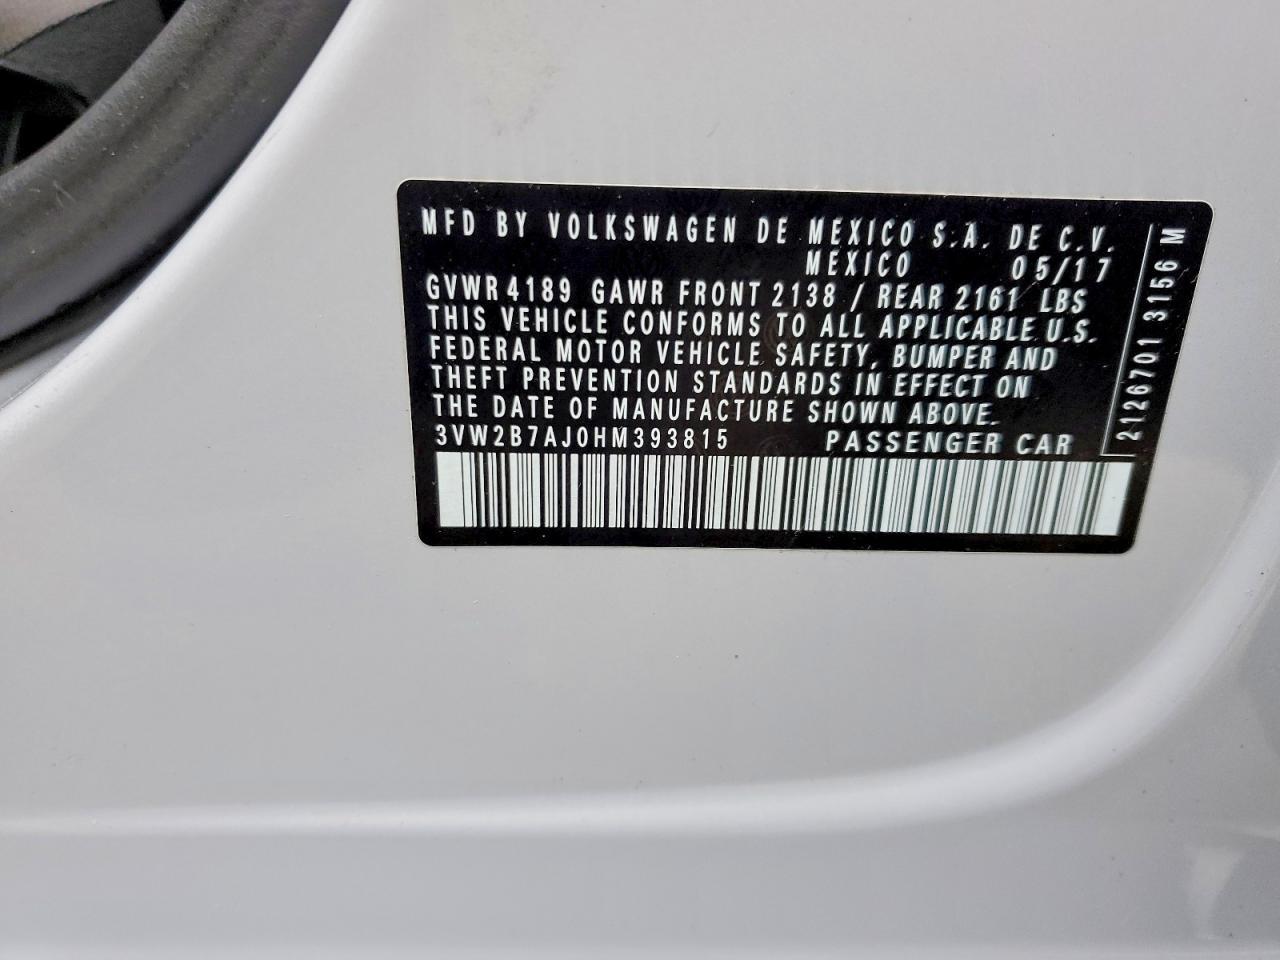 MFD BY VOLKSWAGEN DE MEXICO S.A. DE C.V.
MEXICO 05/17
GVWR 4189 GAWR FRONT 2138 / REAR 2161 LBS
THIS VEHICLE CONFORMS TO ALL APPLICABLE U.S.
FEDERAL MOTOR VEHICLE SAFETY, BUMPER AND
THEFT PREVENTION STANDARDS IN EFFECT ON
THE DATE OF MANUFACTURE SHOWN ABOVE.
3VW2B7AJ0HM393815 PASSENGER CAR
2126701 3156 M